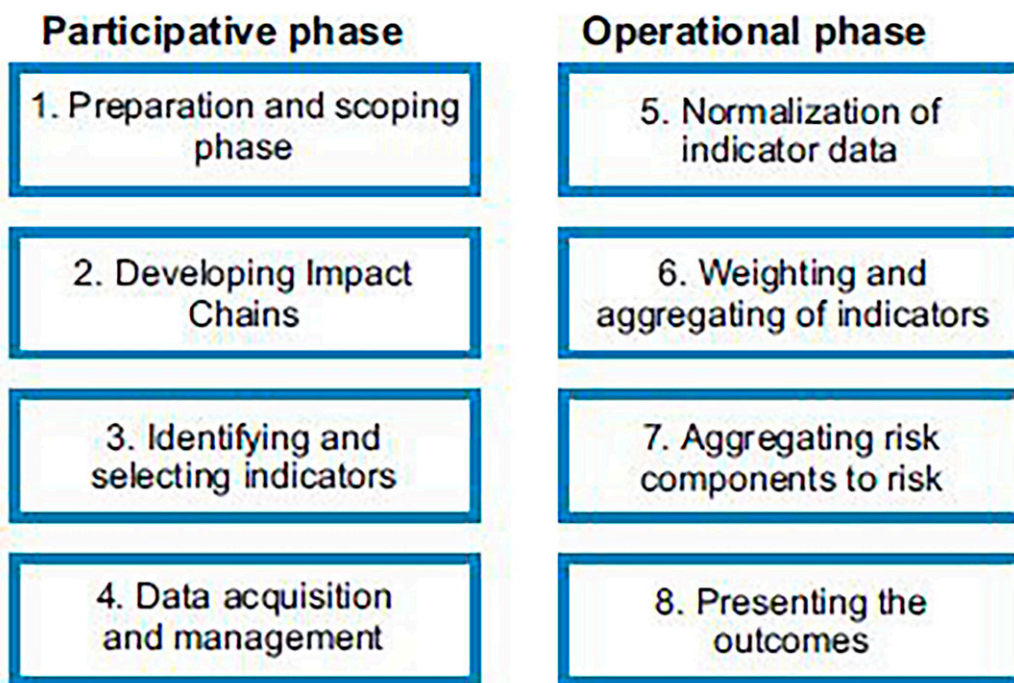 Participative phase
1. Preparation and scoping
phase
2. Developing Impact
Chains
3. Identifying and
selecting indicators
4. Data acquisition
and management
Operational phase
5. Normalization of
indicator data
6. Weighting and
aggregating of indicators
7. Aggregating risk
components to risk
8. Presenting the
outcomes